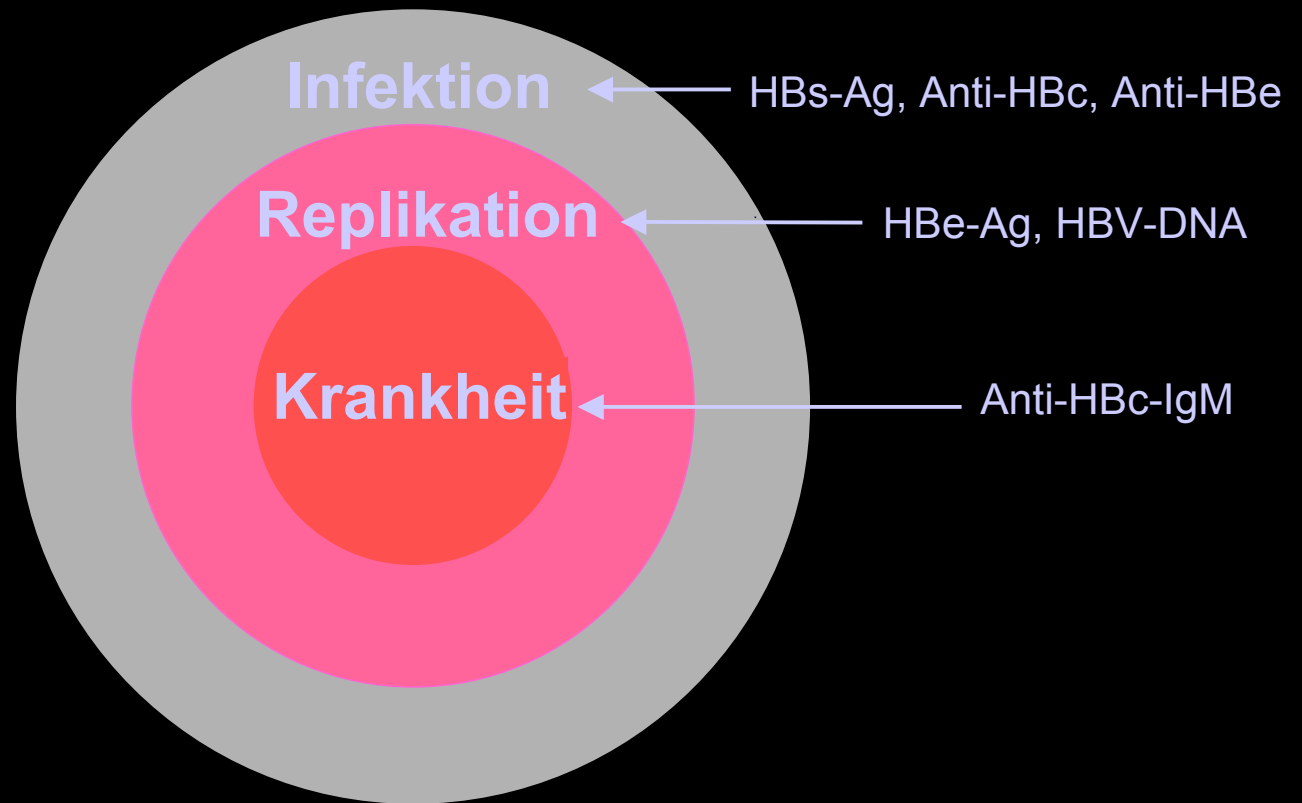 Infektion
HBs-Ag, Anti-HBc, Anti-HBe
Replikation
HBe-Ag, HBV-DNA
Krankheit
Anti-HBc-IgM